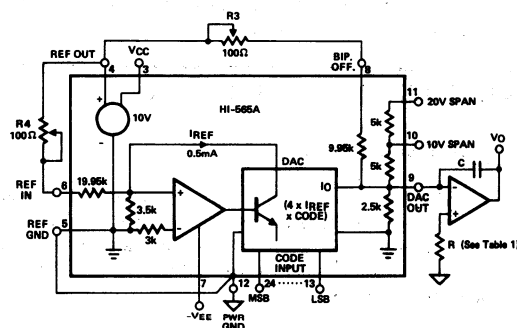 R3
100Ω
REF OUT
VCC
BIP.
OFF.
4
3
8
HI-565A
11
20V SPAN
+
10V
-
5k
R4
100Ω
IREF
0.5mA
9.95k
10
10V SPAN
VO
DAC
5k
C
REF
IN
6
19.95k
+
IO
9
-
3.5k
(4 x IREF
x CODE)
2.5k
DAC
OUT
+
REF
GND
5
3k
-
R (See Table 1)
CODE
INPUT
7
12
24
13
-VEE
PWR
GND
MSB
LSB